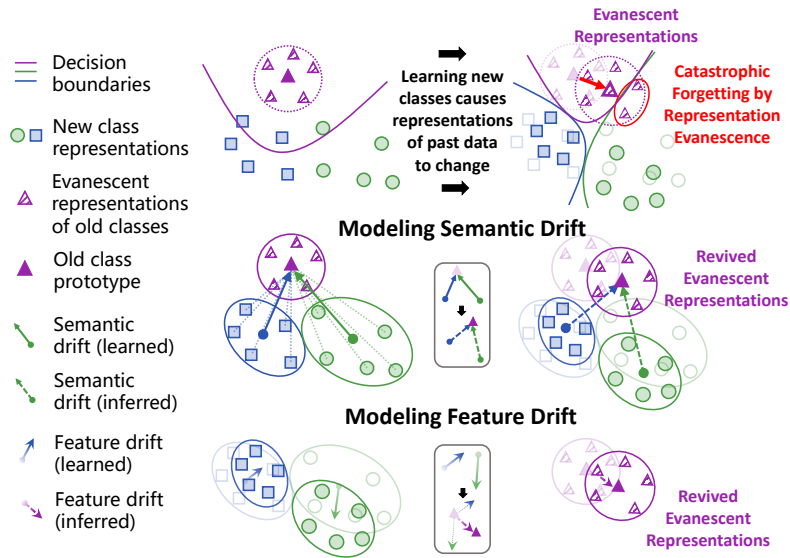 Decision
boundaries
New class
representations
Evanescent
representations
of old classes
Old class
prototype
Semantic
drift (learned)
Semantic
drift (inferred)
Feature drift
(learned)
Feature drift
(inferred)
Learning new
classes causes
representations
of past data
to change
Evanescent
Representations
Catastrophic
Forgetting by
Representation
Evanescence
Modeling Semantic Drift
Revived
Evanescent
Representations
Modeling Feature Drift
Revived
Evanescent
Representations